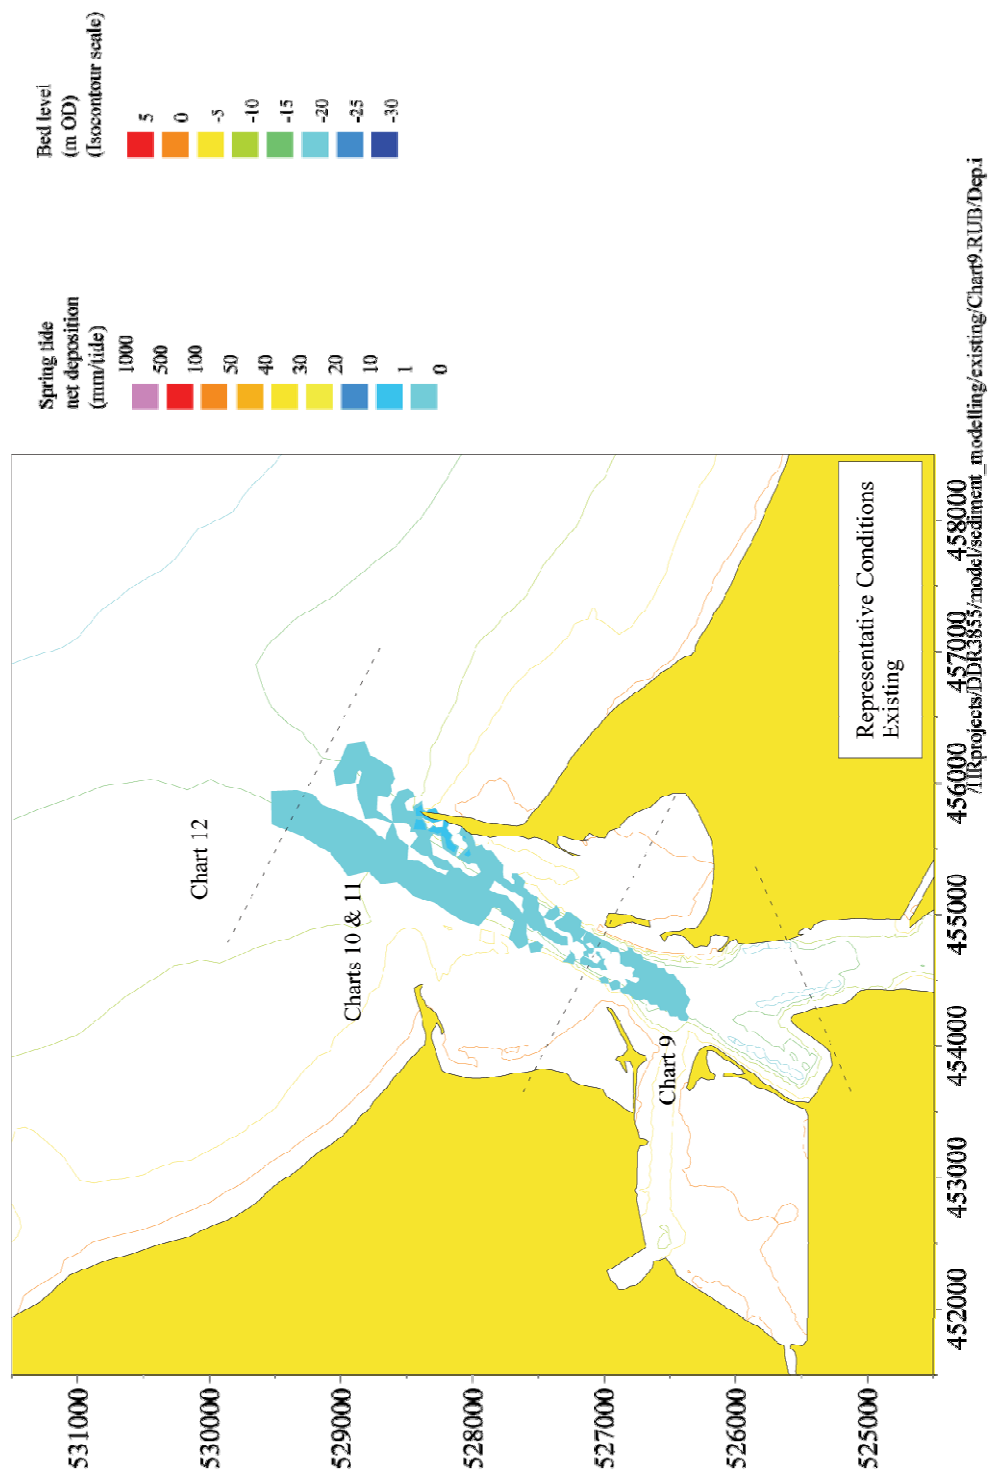 Spring tide
net deposition
(mm/tide)
1000
500
100
50
40
30
20
10
1
0
Bed level
(m OD)
(Isocontour scale)
5
0
-5
-10
-15
-20
-25
-30
531000
530000
529000
528000
527000
526000
525000
Chart 12
Charts 10 & 11
Chart 9
Representative Conditions
Existing
452000
453000
454000
455000
456000
457000
458000
/HRprojects/DDR3855/model/sediment_modelling/existing/Chart9.RUB/Dep.i